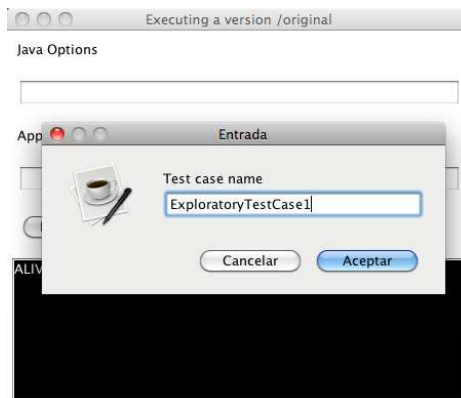 Executing a version /original
Java Options
App
Entrada
Test case name
ExploratoryTestCase1
Cancelar
Aceptar
ALIV